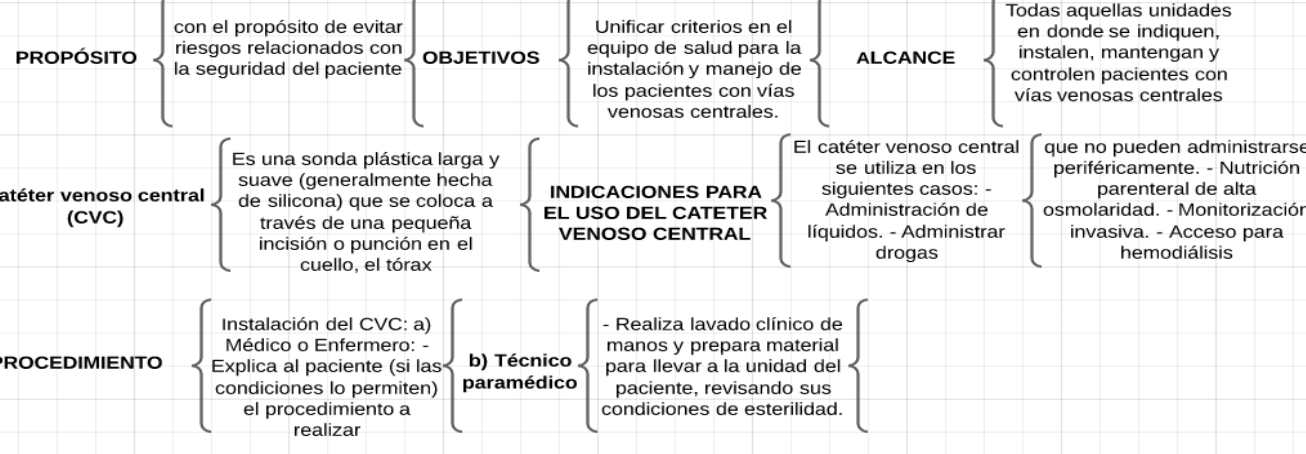 PROPÓSITO
con el propósito de evitar
riesgos relacionados con
la seguridad del paciente
OBJETIVOS
Unificar criterios en el
equipo de salud para la
instalación y manejo de
los pacientes con vías
venosas centrales.
ALCANCE
Todas aquellas unidades
en donde se indiquen,
instalen, mantengan y
controlen pacientes con
vías venosas centrales
atéter venoso central
(CVC)
Es una sonda plástica larga y
suave (generalmente hecha
de silicona) que se coloca a
través de una pequeña
incisión o punción en el
cuello, el tórax
INDICACIONES PARA
EL USO DEL CATETER
VENOSO CENTRAL
El catéter venoso central
se utiliza en los
siguientes casos: -
Administración de
líquidos. - Administrar
drogas
que no pueden administrarse
periféricamente. - Nutrición
parenteral de alta
osmolaridad. - Monitorización
invasiva. - Acceso para
hemodiálisis
PROCEDIMIENTO
Instalación del CVC: a)
Médico o Enfermero: -
Explica al paciente (si las
condiciones lo permiten)
el procedimiento a
realizar
b) Técnico
paramédico
- Realiza lavado clínico de
manos y prepara material
para llevar a la unidad del
paciente, revisando sus
condiciones de esterilidad.